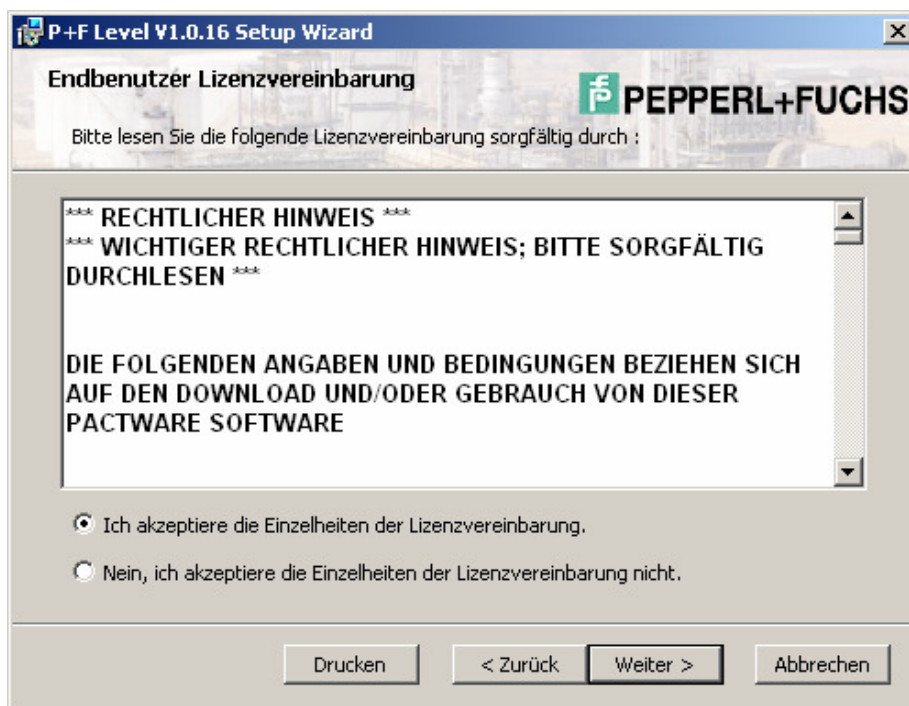 P+F Level V1.0.16 Setup Wizard
Endbenutzer Lizenzvereinbarung
PEPPERL+FUCHS
Bitte lesen Sie die folgende Lizenzvereinbarung sorgfältig durch :
*** RECHTLICHER HINWEIS ***
*** WICHTIGER RECHTLICHER HINWEIS; BITTE SORGFÄLTIG
DURCHLESEN ***
DIE FOLGENDEN ANGABEN UND BEDINGUNGEN BEZIEHEN SICH
AUF DEN DOWNLOAD UND/ODER GEBRAUCH VON DIESER
PACTWARE SOFTWARE
Ich akzeptiere die Einzelheiten der Lizenzvereinbarung.
Nein, ich akzeptiere die Einzelheiten der Lizenzvereinbarung nicht.
Drucken
< Zurück
Weiter >
Abbrechen